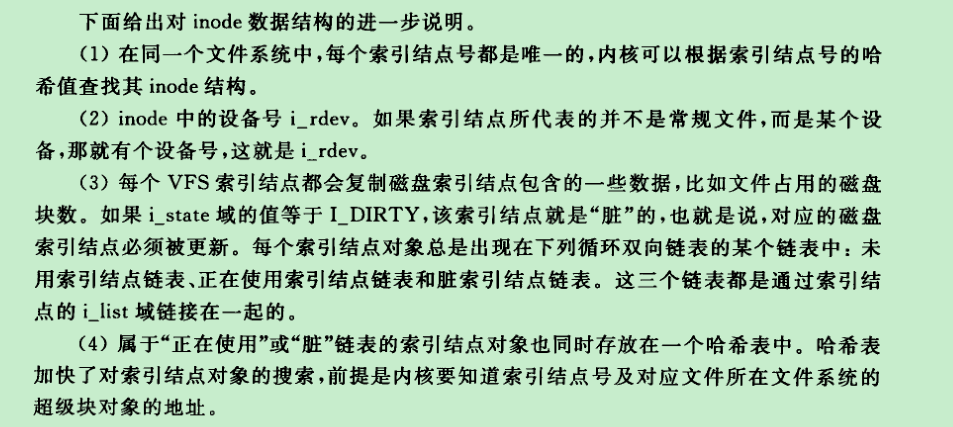 下面给出对 inode 数据结构的进一步说明。
(1) 在同一个文件系统中,每个索引结点号都是唯一的,内核可以根据索引结点号的哈
希值查找其 inode 结构。
(2) inode 中的设备号 i_rdev。如果索引结点所代表的并不是常规文件,而是某个设
备,那就有个设备号,这就是 i_rdev。
(3) 每个 VFS 索引结点都会复制磁盘索引结点包含的一些数据,比如文件占用的磁盘
块数。如果 i_state 域的值等于 I_DIRTY,该索引结点就是“脏”的,也就是说,对应的磁盘
索引结点必须被更新。每个索引结点对象总是出现在下列循环双向链表的某个链表中：未
用索引结点链表、正在使用索引结点链表和脏索引结点链表。这三个链表都是通过索引结
点的 i_list 域链接在一起的。
(4) 属于“正在使用”或“脏”链表的索引结点对象也同时存放在一个哈希表中。哈希表
加快了对索引结点对象的搜索,前提是内核要知道索引结点号及对应文件所在文件系统的
超级块对象的地址。